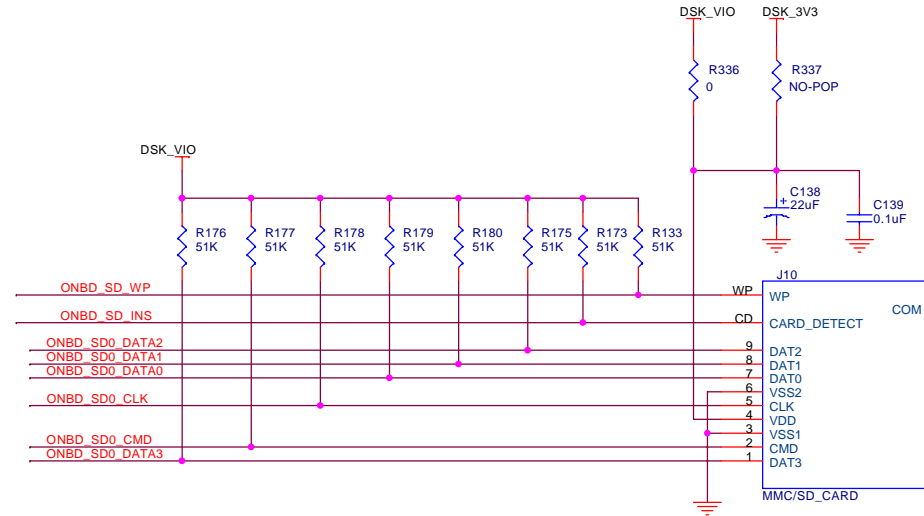 DSK_VIO DSK_3V3
R336 R337
0 NO-POP
DSK_VIO
C138
+
22uF
C139
0.1uF
R176 R177 R178 R179 R180 R175 R173 R133
51K 51K 51K 51K 51K 51K 51K 51K
J10
ONBD_SD_WP WP WP
COM
ONBD_SD_INS CD CARD_DETECT
ONBD_SD0_DATA2 9 DAT2
ONBD_SD0_DATA1 8 DAT1
ONBD_SD0_DATA0 7 DAT0
6 VSS2
ONBD_SD0_CLK 5 CLK
4 VDD
3 VSS1
ONBD_SD0_CMD 2 CMD
ONBD_SD0_DATA3 1 DAT3
MMC/SD_CARD